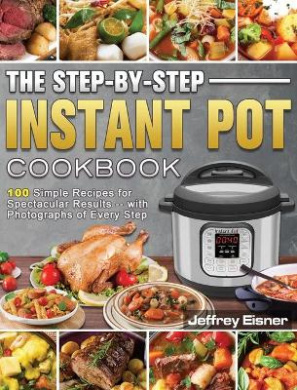 THE STEP-BY-STEP
INSTANT POT
COOKBOOK
100 Simple Recipes for
Spectacular Results -- with
Photographs of Every Step
Jeffrey Eisner